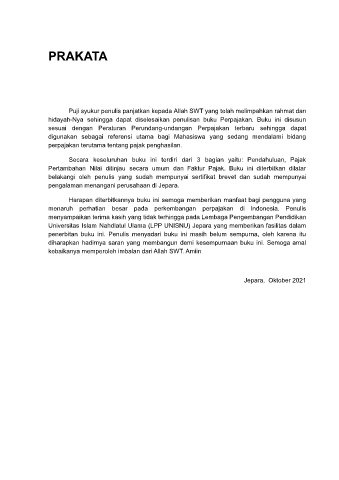 PRAKATA
Puji syukur penulis panjatkan kepada Allah SWT yang telah melimpahkan rahmat dan
hidayah-Nya sehingga dapat diselesaikan penulisan buku Perpajakan. Buku ini disusun
sesuai dengan Peraturan Perundang-undangan Perpajakan terbaru sehingga dapat
digunakan sebagai referensi utama bagi Mahasiswa yang sedang mendalami bidang
perpajakan terutama tentang pajak penghasilan.
Secara keseluruhan buku ini terdiri dari 3 bagian yaitu: Pendahuluan, Pajak
Pertambahan Nilai ditinjau secara umum dan Faktur Pajak. Buku ini diterbitkan dilatar
belakangi oleh penulis yang sudah mempunyai sertifikat brevet dan sudah mempunyai
pengalaman menangani perusahaan di Jepara.
Harapan diterbitkannya buku ini semoga memberikan manfaat bagi pengguna yang
menaruh perhatian besar pada perkembangan perpajakan di Indonesia. Penulis
menyampaikan terima kasih yang tidak terhingga pada Lembaga Pengembangan Pendidikan
Universitas Islam Nahdlatul Ulama (LPP UNISNU) Jepara yang memberikan fasilitas dalam
penerbitan buku ini. Penulis menyadari buku ini masih belum sempurna, oleh karena itu
diharapkan hadirnya saran yang membangun demi kesempurnaan buku ini. Semoga amal
kebaikanya memperoleh imbalan dari Allah SWT. Amiin
Jepara, Oktober 2021